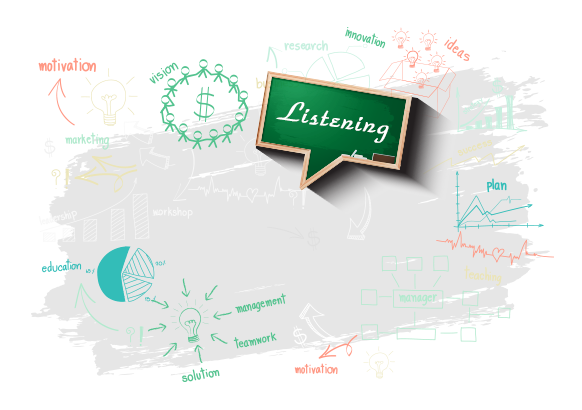 innovation
ideas
research
motivation
vision
$
Listening
marketing
?!
$
plan
workshop
$
education
%
%
manager
management
?!
teamwork
$
motivation
solution